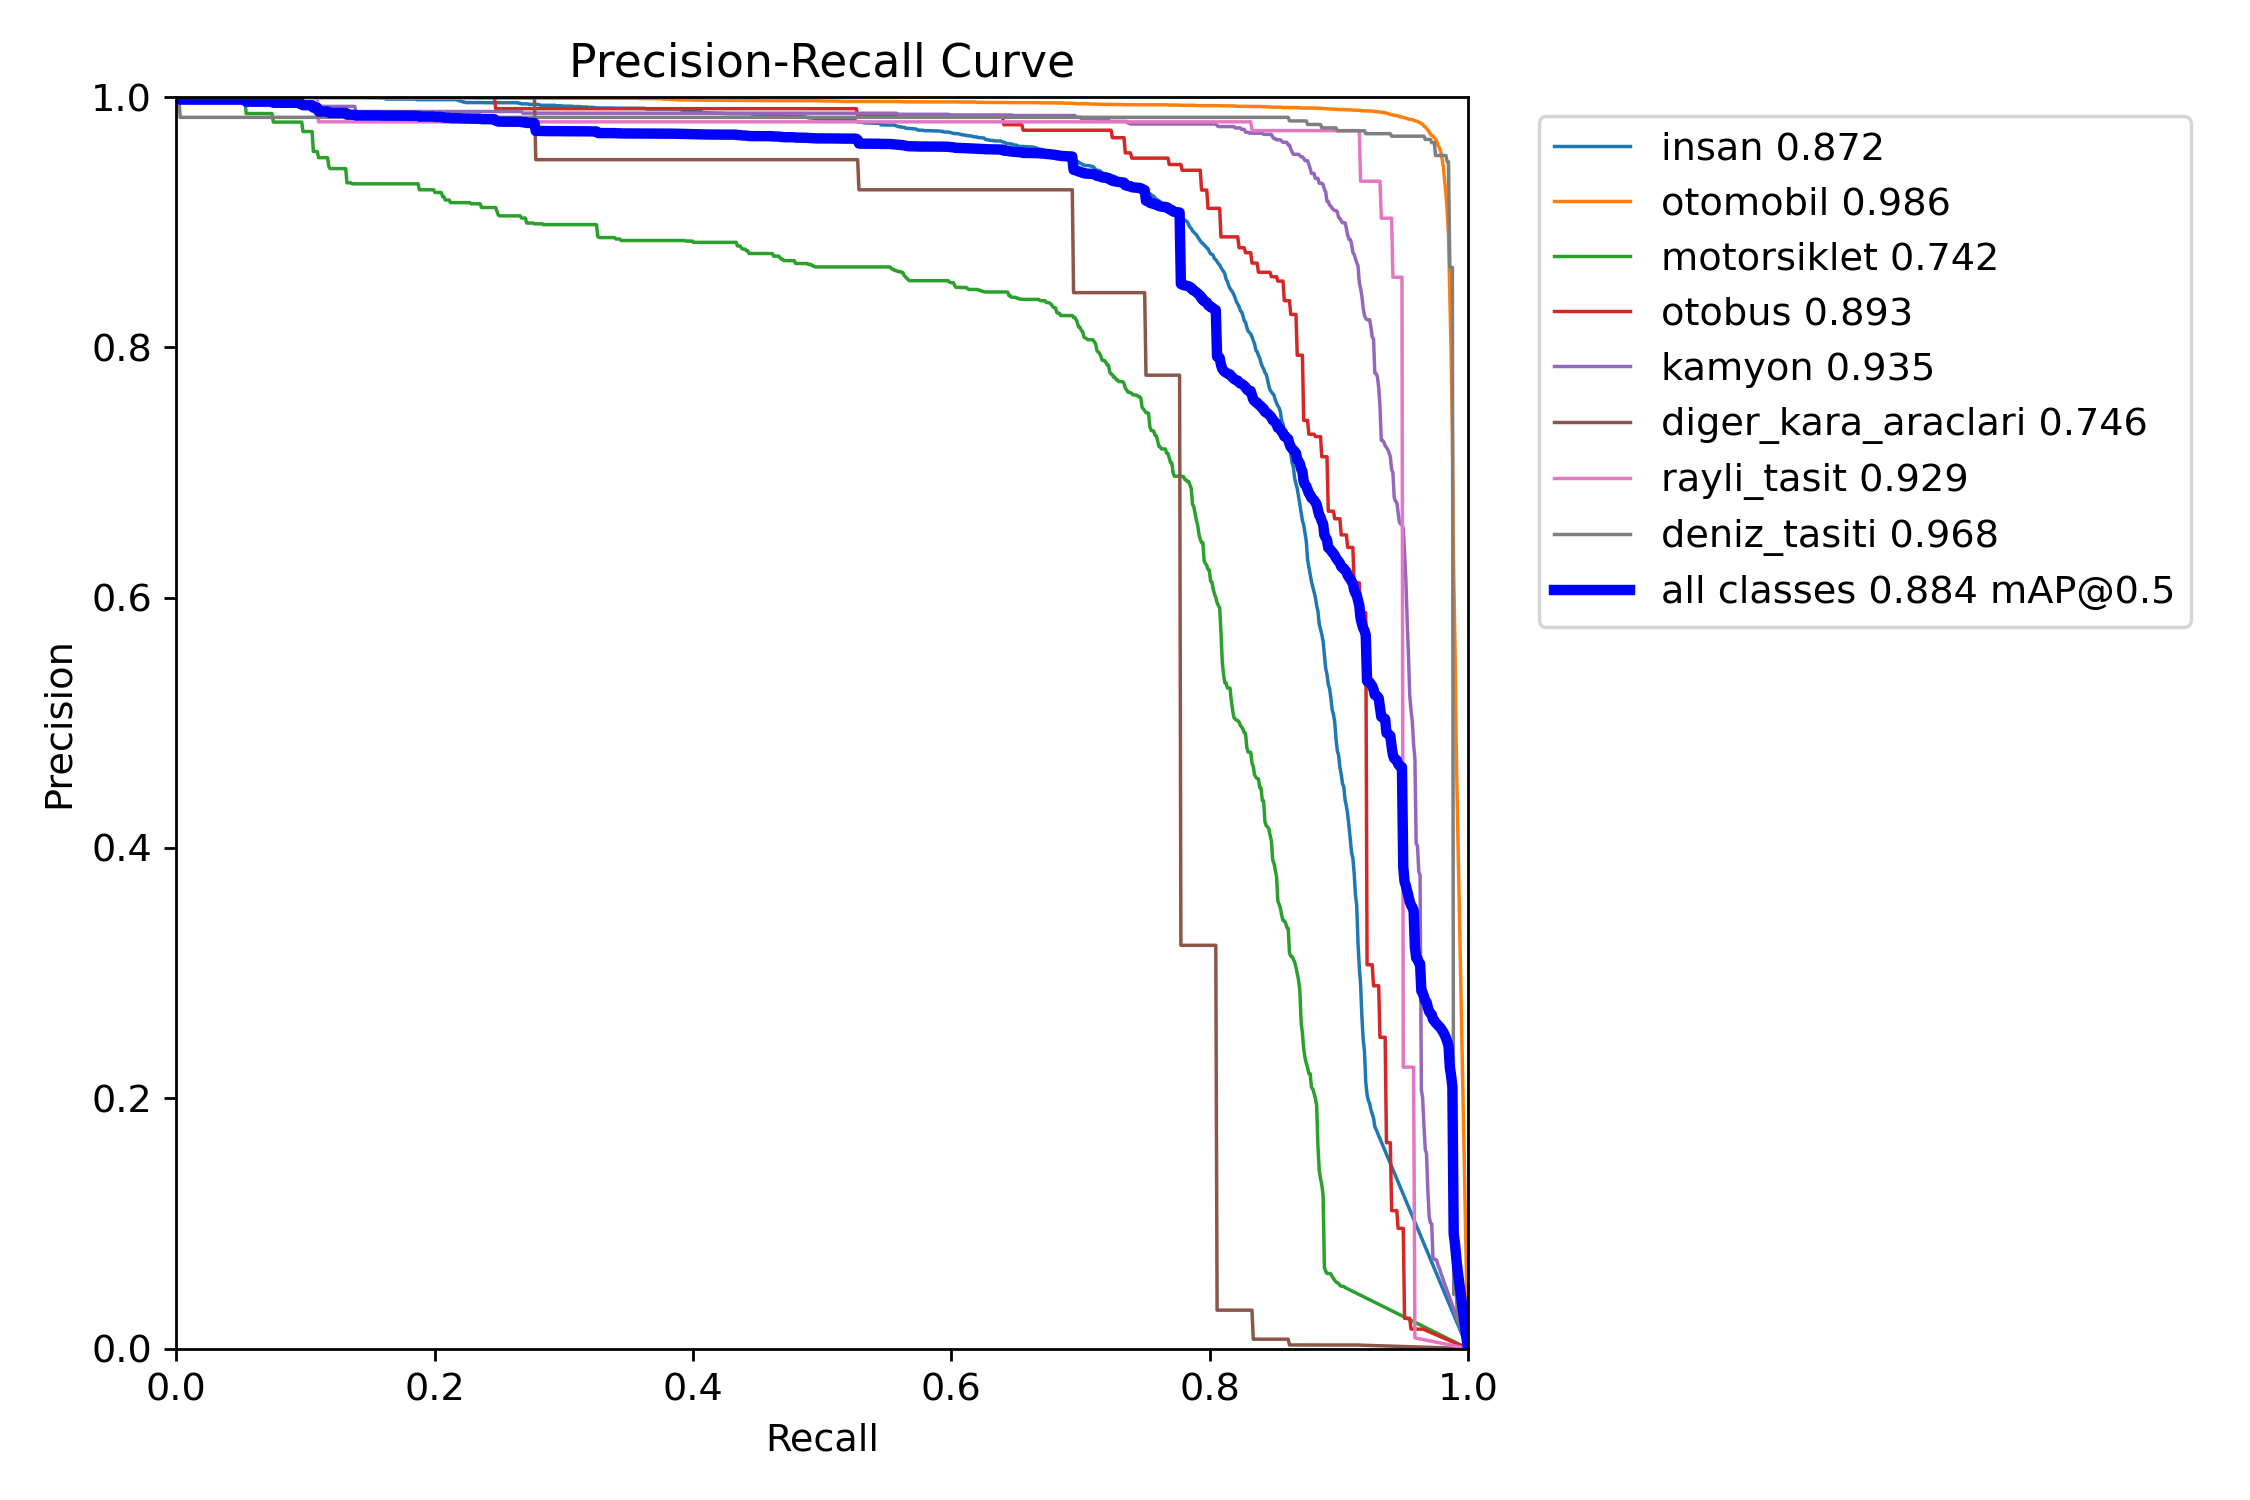 Precision-Recall Curve
1.0
0.8
0.6
0.4
0.2
0.0
Precision
0.0 0.2 0.4 0.6 0.8 1.0
Recall
insan 0.872
otomobil 0.986
motorsiklet 0.742
otobus 0.893
kamyon 0.935
diger_kara_araclari 0.746
rayli_tasit 0.929
deniz_tasiti 0.968
all classes 0.884 mAP@0.5